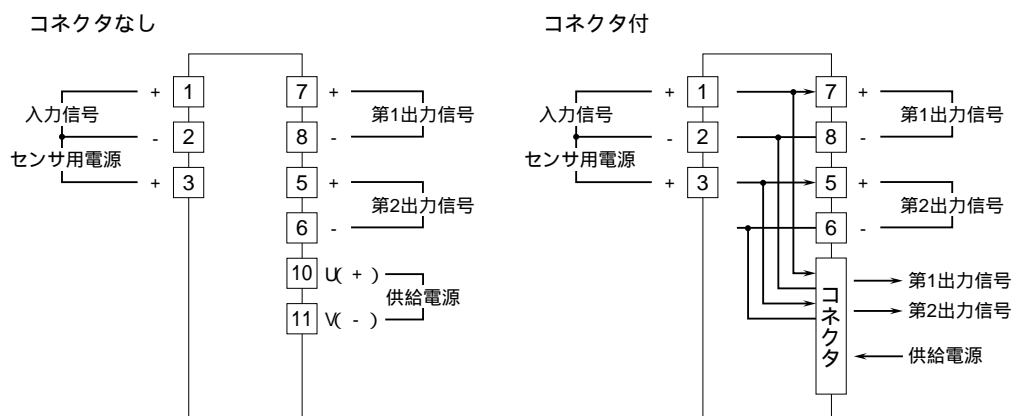 コネクタなし
入力信号
センサ用電源
+ 1
- 2
+ 3
7 +
8 -
第1出力信号
5 +
6 -
第2出力信号
10 U( + )
11 V( - )
供給電源
コネクタ付
入力信号
センサ用電源
+ 1
- 2
+ 3
7 +
8 -
第1出力信号
5 +
6 -
第2出力信号
コネクタ
第1出力信号
第2出力信号
供給電源